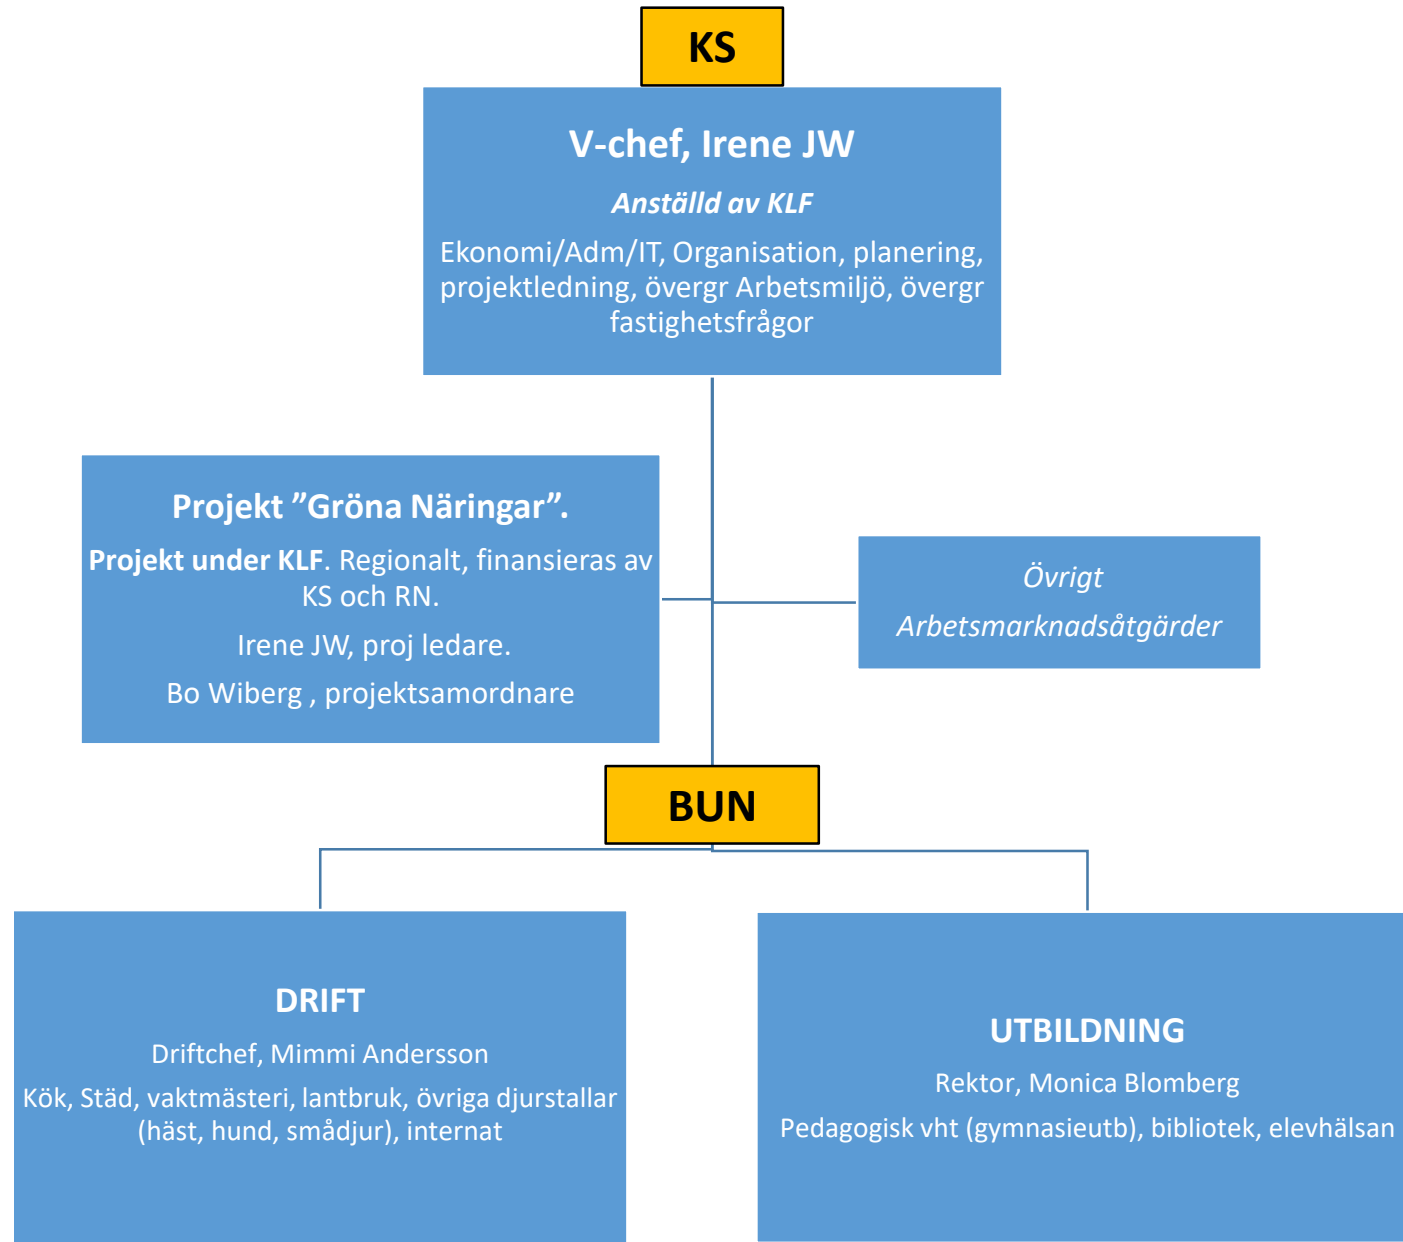 KS
V-chef, Irene JW
Anställd av KLF
Ekonomi/Adm/IT, Organisation, planering,
projektledning, övergr Arbetsmiljö, övergr
fastighetsfrågor
Projekt ”Gröna Näringar”.
Projekt under KLF. Regionalt, finansieras av
KS och RN.
Irene JW, proj ledare.
Bo Wiberg , projektsamordnare
Övrigt
Arbetsmarknadsåtgärder
BUN
DRIFT
Driftchef, Mimmi Andersson
Kök, Städ, vaktmästeri, lantbruk, övriga djurstallar
(häst, hund, smådjur), internat
UTBILDNING
Rektor, Monica Blomberg
Pedagogisk vht (gymnasieutb), bibliotek, elevhälsan